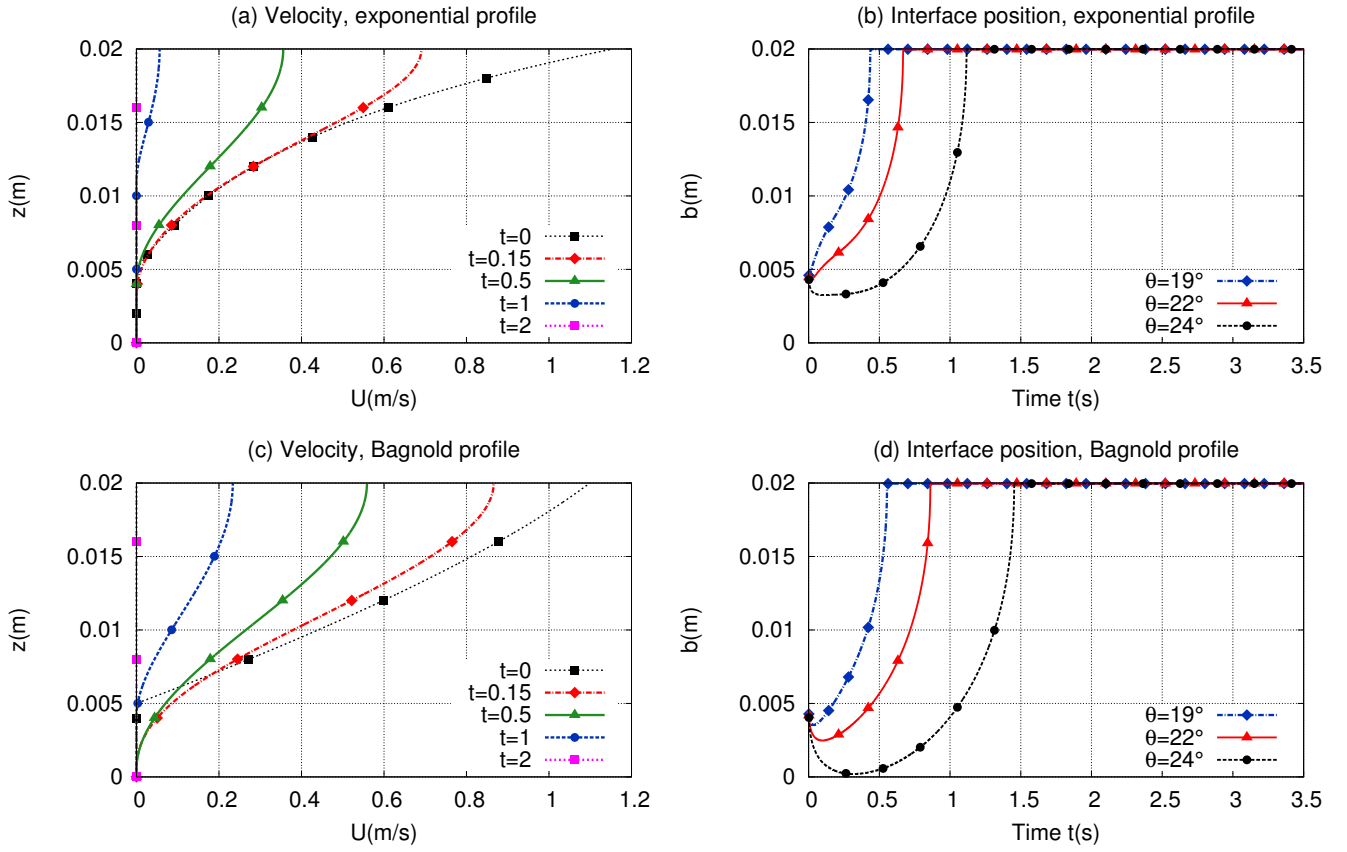 (a) Velocity, exponential profile
0.02
0.015
0.01
0.005
0
z(m)
0 0.2 0.4 0.6 0.8 1 1.2
U(m/s)
t=0
t=0.15
t=0.5
t=1
t=2
(b) Interface position, exponential profile
0.02
0.015
0.01
0.005
0
b(m)
0 0.5 1 1.5 2 2.5 3 3.5
Time t(s)
θ=19°
θ=22°
θ=24°
(c) Velocity, Bagnold profile
0.02
0.015
0.01
0.005
0
z(m)
0 0.2 0.4 0.6 0.8 1 1.2
U(m/s)
t=0
t=0.15
t=0.5
t=1
t=2
(d) Interface position, Bagnold profile
0.02
0.015
0.01
0.005
0
b(m)
0 0.5 1 1.5 2 2.5 3 3.5
Time t(s)
θ=19°
θ=22°
θ=24°